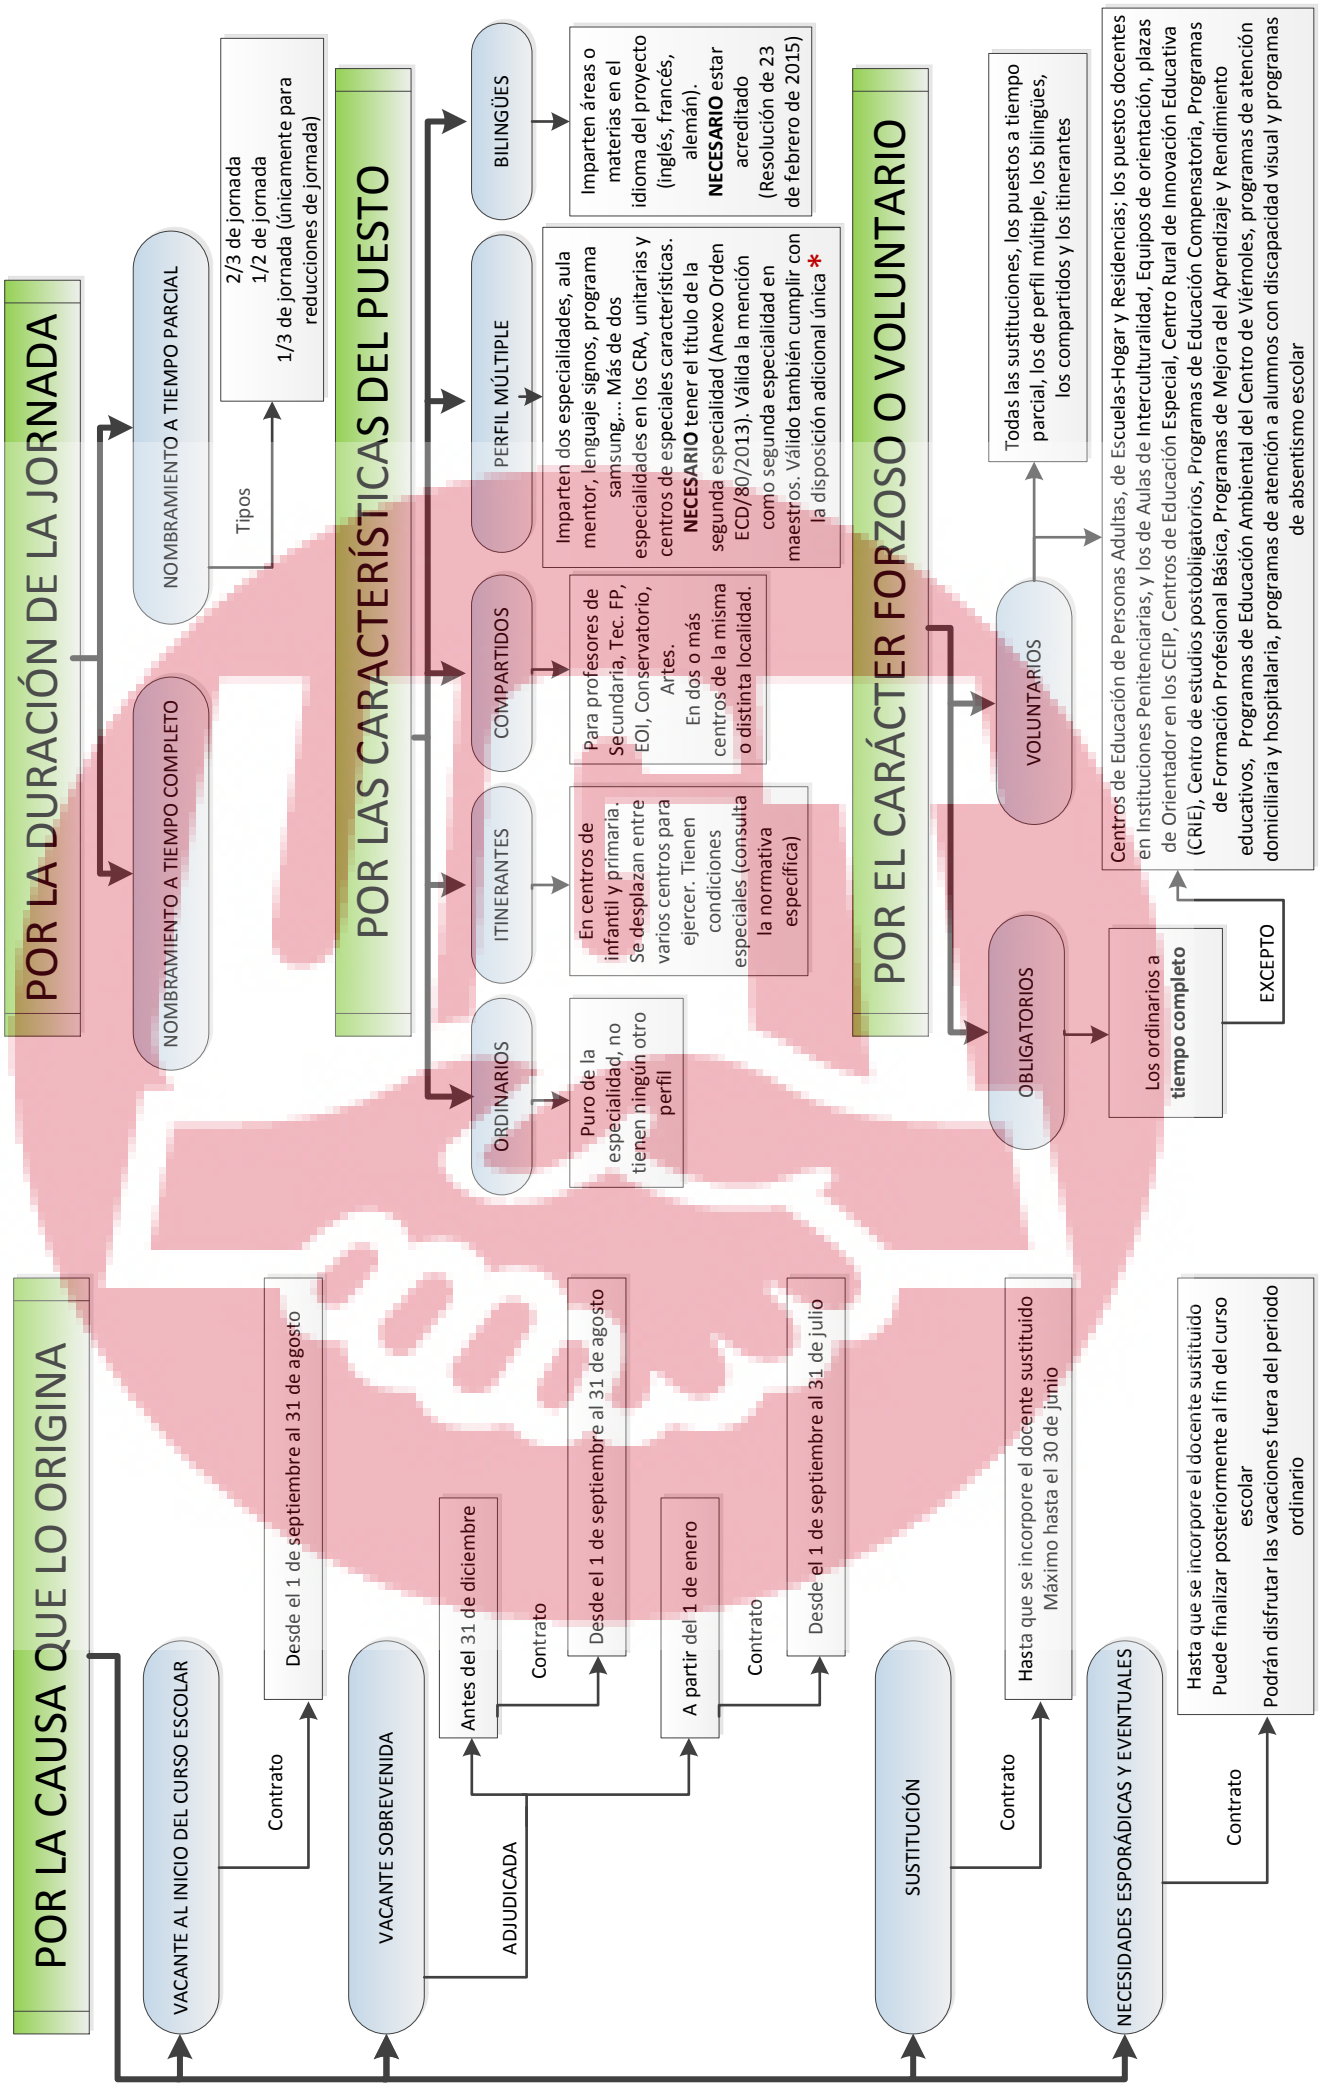 POR LA CAUSA QUE LO ORIGINA
VACANTE AL INICIO DEL CURSO ESCOLAR
Contrato
Desde el 1 de septiembre al 31 de agosto
VACANTE SOBREVENIDA
ADJUDICADA
Antes del 31 de diciembre
Contrato
Desde el 1 de septiembre al 31 de agosto
A partir del 1 de enero
Contrato
Desde el 1 de septiembre al 31 de julio
SUSTITUCIÓN
Contrato
Hasta que se incorpore el docente sustituido
Máximo hasta el 30 de junio
NECESIDADES ESPORÁDICAS Y EVENTUALES
Contrato
Hasta que se incorpore el docente sustituido
Puede finalizar posteriormente al fin del curso
escolar
Podrán disfrutar las vacaciones fuera del periodo
ordinario
POR LA DURACIÓN DE LA JORNADA
NOMBRAMIENTO A TIEMPO COMPLETO
NOMBRAMIENTO A TIEMPO PARCIAL
Tipos
2/3 de jornada
1/2 de jornada
1/3 de jornada (únicamente para
reducciones de jornada)
POR LAS CARACTERÍSTICAS DEL PUESTO
ORDINARIOS
Puro de la
especialidad, no
tienen ningún otro
perfil
ITINERANTES
En centros de
infantil y primaria.
Se desplazan entre
varios centros para
ejercer. Tienen
condiciones
especiales (consulta
la normativa
específica)
COMPARTIDOS
Para profesores de
Secundaria, Tec. FP,
EOI, Conservatorio,
Artes.
En dos o más
centros de la misma
o distinta localidad.
PERFIL MÚLTIPLE
Imparten dos especialidades, aula
mentor, lenguaje signos, programa
samsung,... Más de dos
especialidades en los CRA, unitarias y
centros de especiales características.
NECESARIO tener el título de la
segunda especialidad (Anexo Orden
ECD/80/2013). Válida la mención
como segunda especialidad en
maestros. Válido también cumplir con
la disposición adicional única *
BILINGÜES
Imparten áreas o
materias en el
idioma del proyecto
(inglés, francés,
alemán).
NECESARIO estar
acreditado
(Resolución de 23
de febrero de 2015)
POR EL CARÁCTER FORZOSO O VOLUNTARIO
OBLIGATORIOS
Los ordinarios a
tiempo completo
EXCEPTO
VOLUNTARIOS
Todas las sustituciones, los puestos a tiempo
parcial, los de perfil múltiple, los bilingües,
los compartidos y los itinerantes
Centros de Educación de Personas Adultas, de Escuelas-Hogar y Residencias; los puestos docentes
en Instituciones Penitenciarias, y los de Aulas de Interculturalidad, Equipos de orientación, plazas
de Orientador en los CEIP, Centros de Educación Especial, Centro Rural de Innovación Educativa
(CRIE), Centro de estudios postobligatorios, Programas de Educación Compensatoria, Programas
de Formación Profesional Básica, Programas de Mejora del Aprendizaje y Rendimiento
educativos, Programas de Educación Ambiental del Centro de Viérnoles, programas de atención
domiciliaria y hospitalaria, programas de atención a alumnos con discapacidad visual y programas
de absentismo escolar